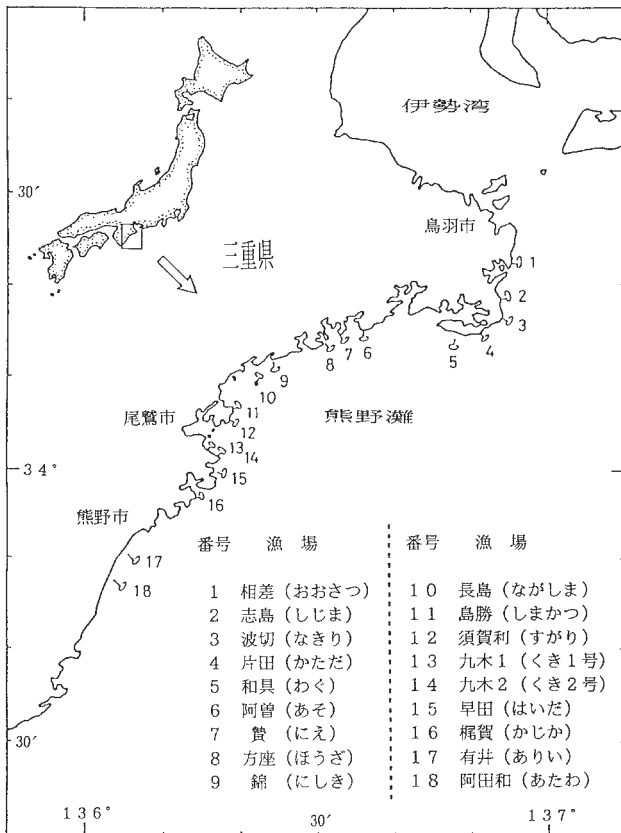 伊勢湾
30′
鳥羽市
三重県
1
2
3
4
5
6
7
8
9
10
11
尾鷲市
熊野灘
12
13
14
34°
15
16
熊野市
17
18
番号 漁場
1 相差(おおさつ)
2 志島(しじま)
3 波切(なきり)
4 片田(かただ)
5 和具(わぐ)
6 阿曽(あそ)
7 贄(にえ)
8 方座(ほうざ)
9 錦(にしき)
番号 漁場
10 長島(ながしま)
11 島勝(しまかつ)
12 須賀利(すがり)
13 九木1(くき1号)
14 九木2(くき2号)
15 早田(はいだ)
16 梶賀(かじか)
17 有井(ありい)
18 阿田和(あたわ)
30′
136°
30′
137°